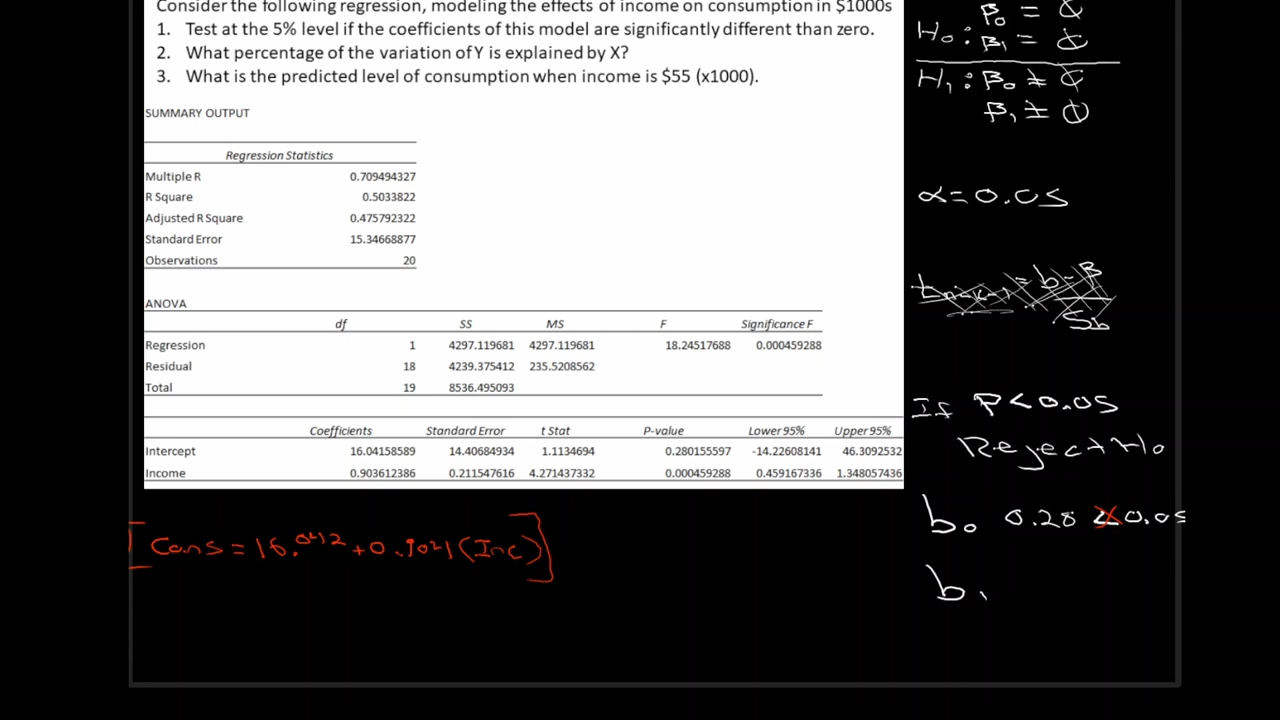 Consider the following regression, modeling the effects of income on consumption in $1000s
1. Test at the 5% level if the coefficients of this model are significantly different than zero.
2. What percentage of the variation of Y is explained by X?
3. What is the predicted level of consumption when income is $55 (x1000).
SUMMARY OUTPUT
Regression Statistics
Multiple R 0.709494327
R Square 0.5033822
Adjusted R Square 0.475792322
Standard Error 15.34668877
Observations 20
ANOVA
df SS MS F Significance F
Regression 1 4297.119681 4297.119681 18.24517688 0.000459288
Residual 18 4239.375412 235.5208562
Total 19 8536.495093
Coefficients Standard Error t Stat P-value Lower 95% Upper 95%
Intercept 16.04158589 14.40684934 1.1134694 0.280155597 -14.22608141 46.3092532
Income 0.903612386 0.211547616 4.271437332 0.000459288 0.459167336 1.348057436
[Cons = 16.0412 + 0.9021 (Inc)]
β₀ = 0
H₀: β₁ = 0
H₁: β₀ ≠ 0
β₁ ≠ 0
α = 0.05
tn-k-1 = b-β
Sb
If P < 0.05
Reject Ho
b₀ 0.28 < 0.05
b₁